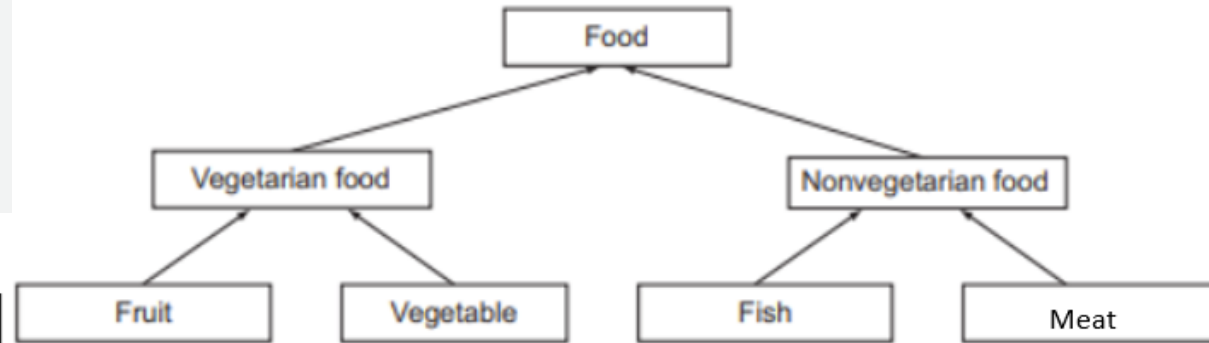 Food
Vegetarian food
Nonvegetarian food
Fruit
Vegetable
Fish
Meat